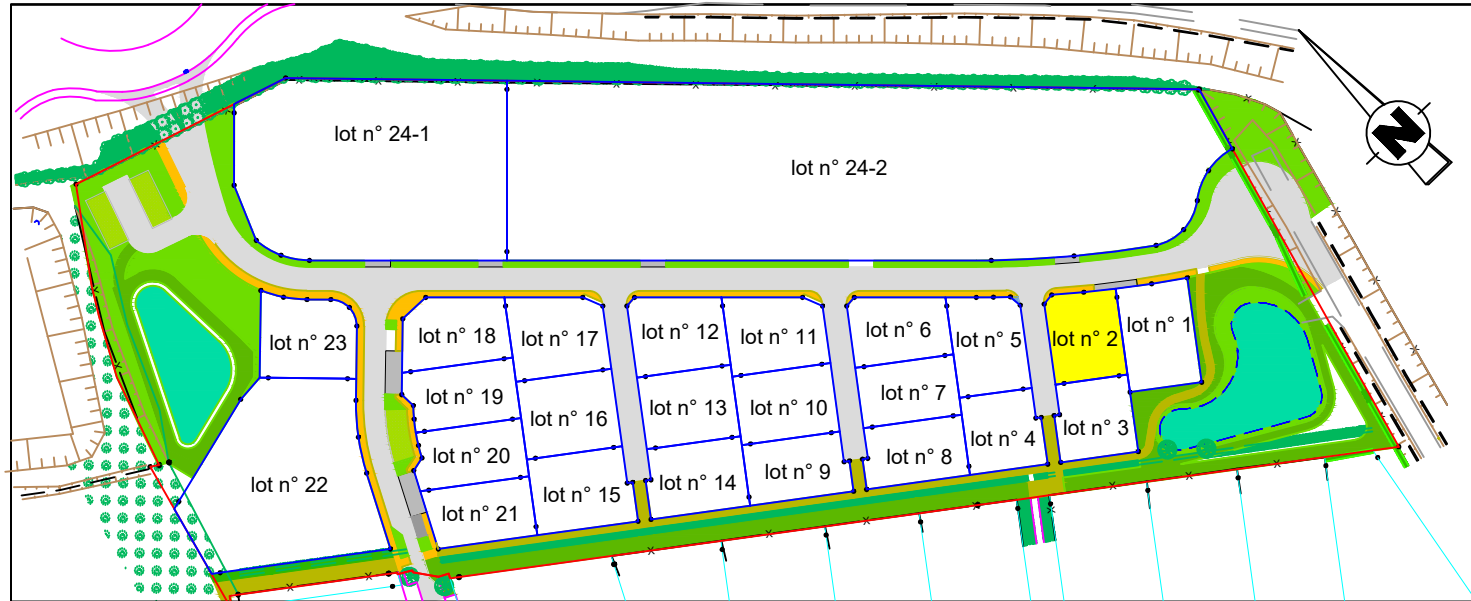 lot n° 24-1
lot n° 24-2
N
lot n° 23
lot n° 18
lot n° 17
lot n° 12
lot n° 11
lot n° 6
lot n° 5
lot n° 2
lot n° 1
lot n° 19
lot n° 16
lot n° 13
lot n° 10
lot n° 7
lot n° 4
lot n° 3
lot n° 20
lot n° 22
lot n° 21
lot n° 15
lot n° 14
lot n° 9
lot n° 8